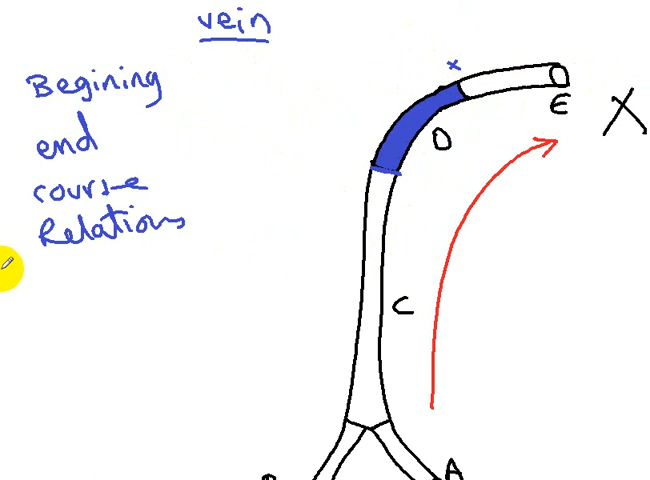 vein
Begining
end
course
Relations
x
D
E
X
C
A